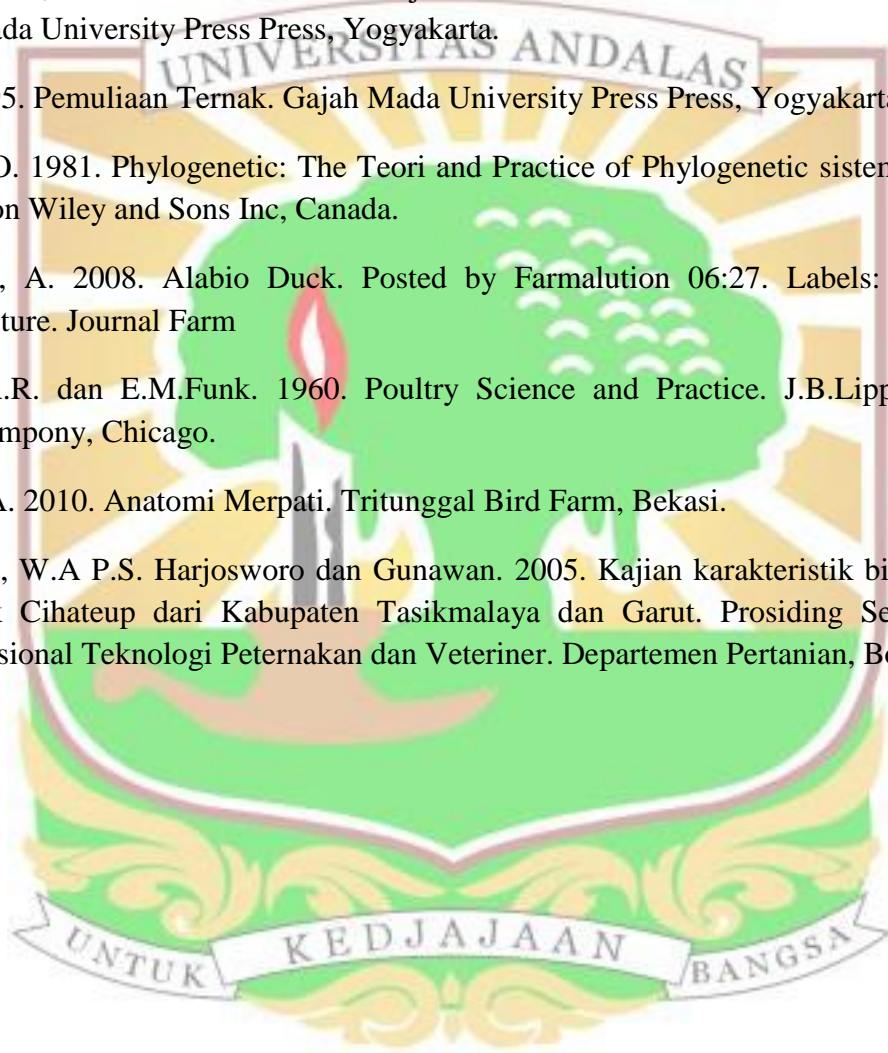 ada University Press Press, Yogyakarta.
UNIVERSITAS ANDALAS
95. Pemuliaan Ternak. Gajah Mada University Press Press, Yogyakarta
O. 1981. Phylogenetic: The Teori and Practice of Phylogenetic sisten
on Wiley and Sons Inc, Canada.
, A. 2008. Alabio Duck. Posted by Farmalution 06:27. Labels:
ture. Journal Farm
.R. dan E.M.Funk. 1960. Poultry Science and Practice. J.B.Lipp
mpony, Chicago.
A. 2010. Anatomi Merpati. Tritunggal Bird Farm, Bekasi.
, W.A P.S. Harjosworo dan Gunawan. 2005. Kajian karakteristik bi
k Cihateup dari Kabupaten Tasikmalaya dan Garut. Prosiding Se
sional Teknologi Peternakan dan Veteriner. Departemen Pertanian, Bo
UNTUK KEDJAJAAN BANGSA